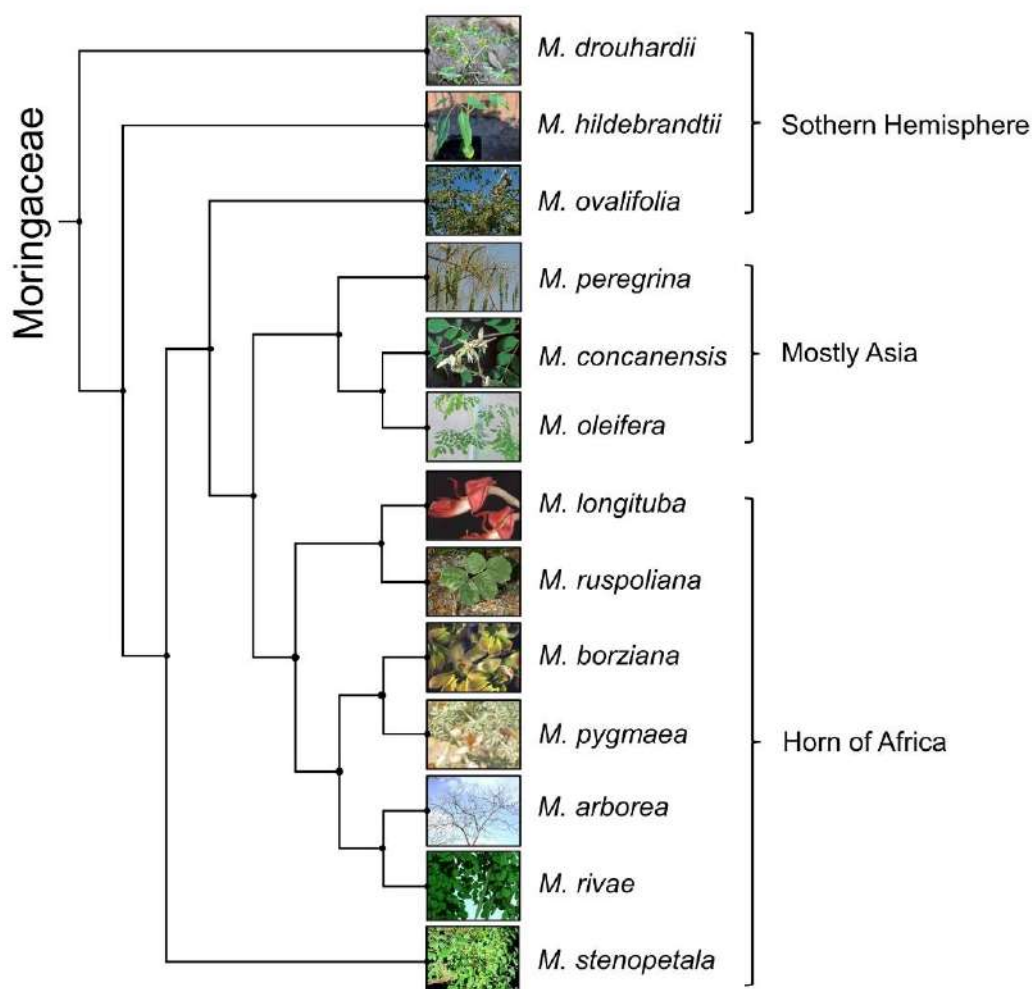 Moringaceae
M. drouhardii
M. hildebrandtii
M. ovalifolia
Sothern Hemisphere
M. peregrina
M. concanensis
M. oleifera
Mostly Asia
M. longituba
M. ruspoliana
M. borziana
M. pygmaea
M. arborea
M. rivae
M. stenopetala
Horn of Africa